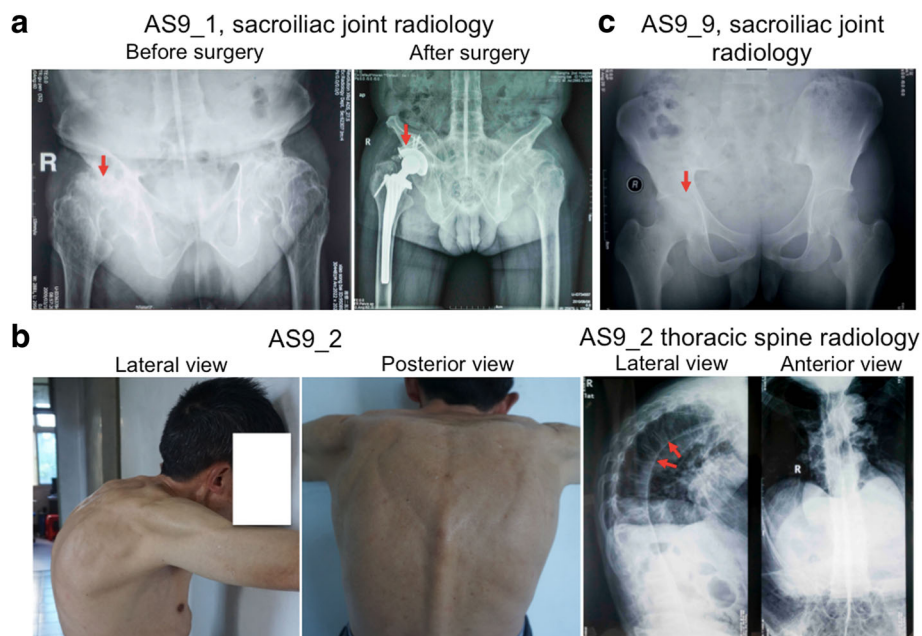 a
AS9_1, sacroiliac joint radiology
Before surgery
After surgery
R
R
c
AS9_9, sacroiliac joint
radiology
R
b
AS9_2
Lateral view
Posterior view
AS9_2 thoracic spine radiology
Lateral view
Anterior view
R
R